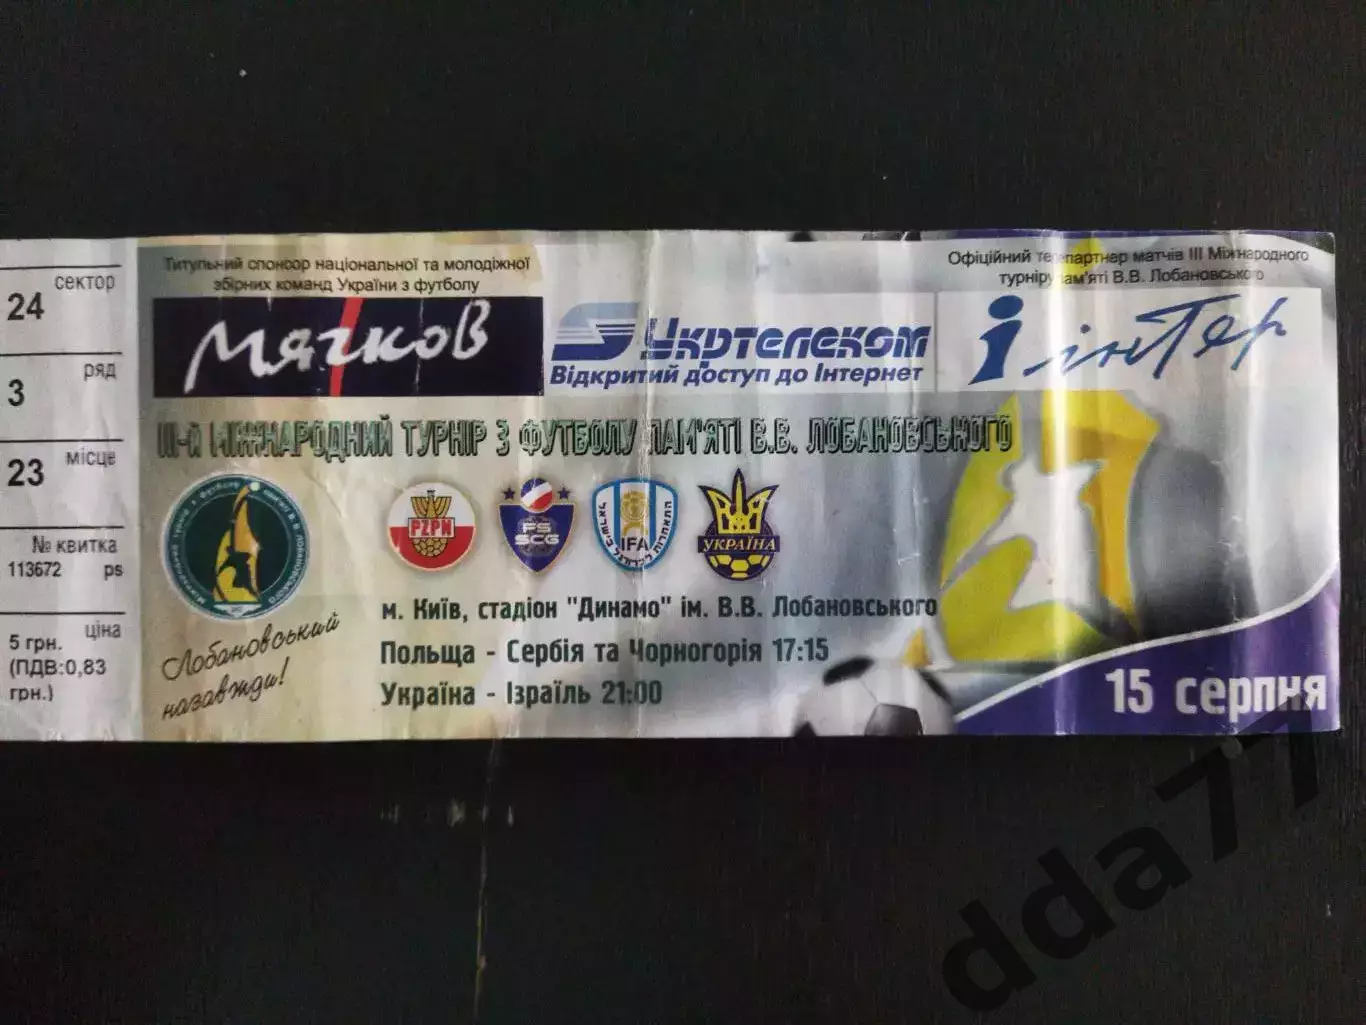 сектор
24
ряд
3
місце
23
№ квитка
113672 ps
ціна
5 грн.
(ПДВ:0,83
грн.)
Титульний спонсор національної та молодіжної
збірних команд України з футболу
Мягков
Укртелеком
Відкритий доступ до Інтернет
Офіційний телепартнер матчів III Міжнародного
турніру пам'яті В.В. Лобановського
i інтер
III-й МІЖНАРОДНИЙ ТУРНІР З ФУТБОЛУ ПАМ'ЯТІ В.В. ЛОБАНОВСЬКОГО
PZPN
FS
SCG
IFA
УКРАЇНА
Лобановський
назавжди!
м. Київ, стадіон "Динамо" ім. В.В. Лобановського
Польща - Сербія та Чорногорія 17:15
Україна - Ізраїль 21:00
15 серпня
dda77